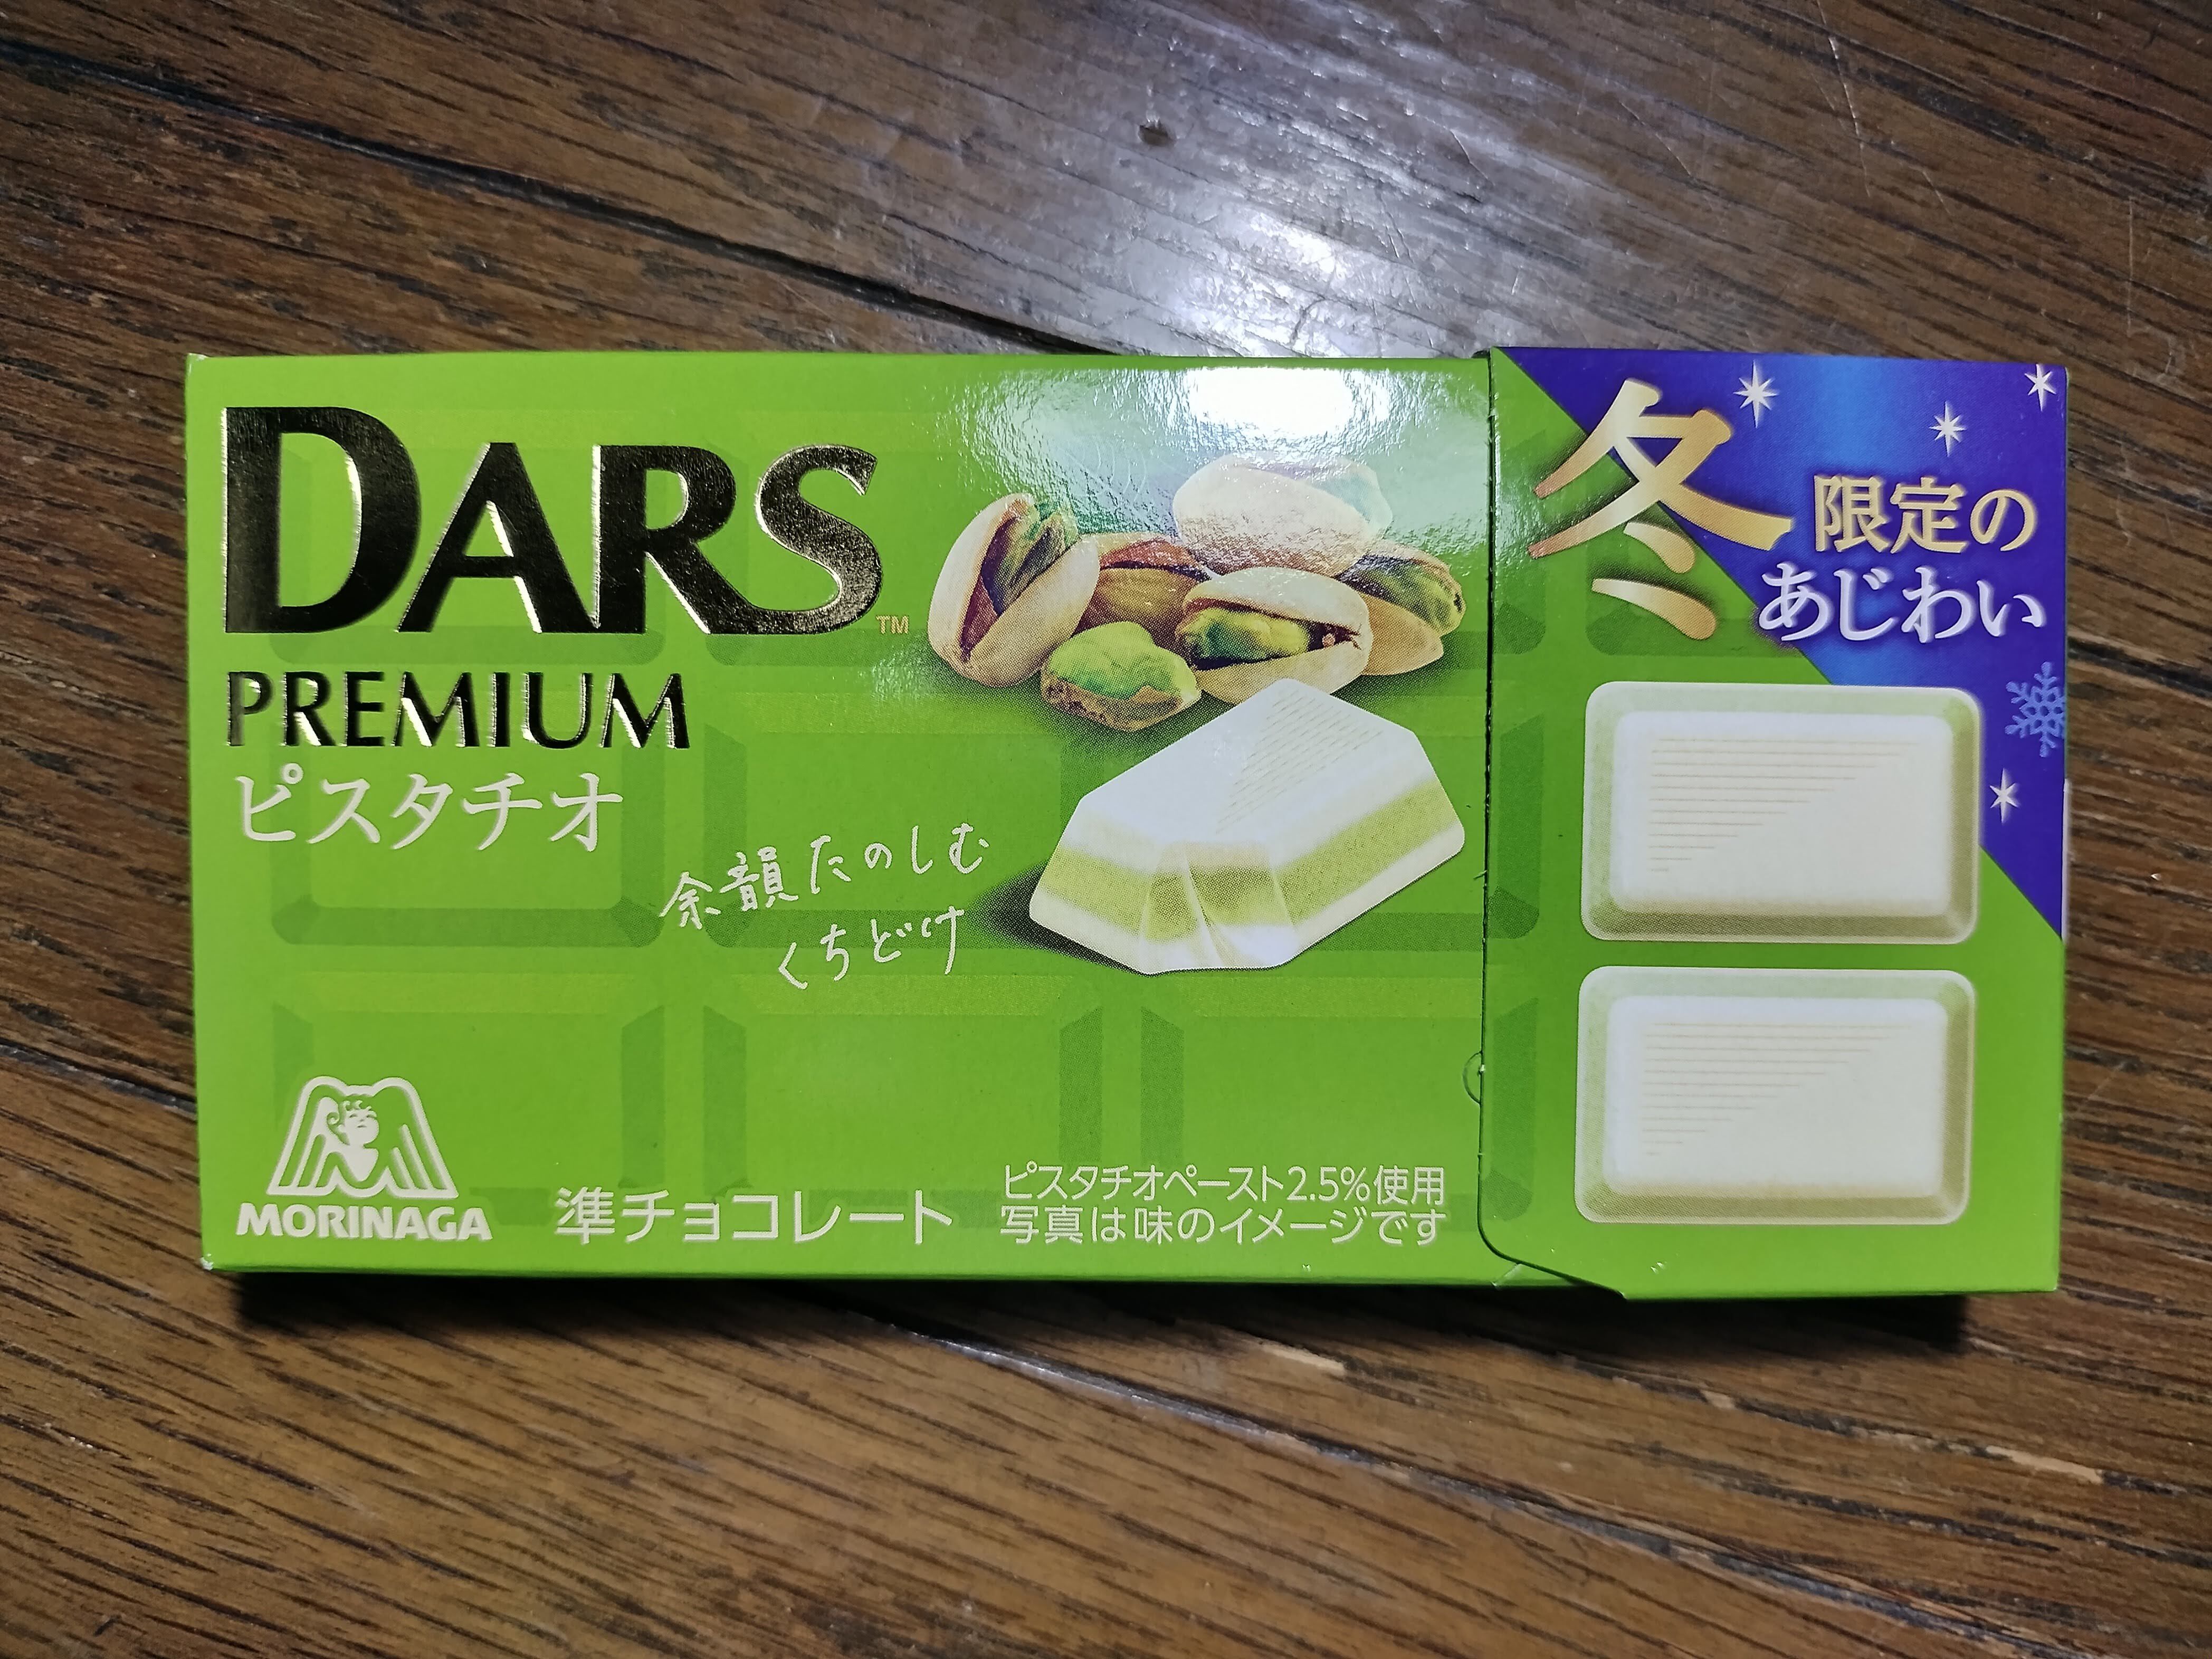 DARS
TM
PREMIUM
ピスタチオ
余韻たのしむ
くちどけ
MORINAGA
準チョコレート
ピスタチオペースト2.5%使用
写真は味のイメージです
冬限定の
あじわい